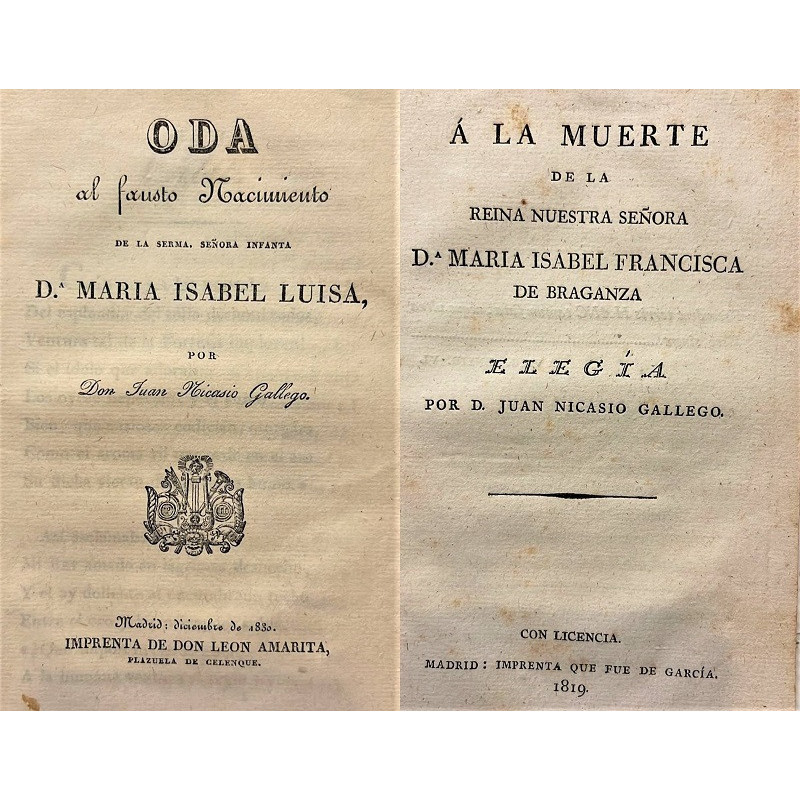 ODA
al fausto Nacimiento
DE LA SERMA. SEÑORA INFANTA
D.ᴬ MARIA ISABEL LUISA,
POR
Don Juan Nicasio Gallego.
Madrid: diciembre de 1830.
IMPRENTA DE DON LEON AMARITA,
PLAZUELA DE CELENQUE.
Á LA MUERTE
DE LA
REINA NUESTRA SEÑORA
D.ᴬ MARIA ISABEL FRANCISCA
DE BRAGANZA
ELEGÍA
POR D. JUAN NICASIO GALLEGO.
CON LICENCIA.
MADRID: IMPRENTA QUE FUE DE GARCÍA.
1819.